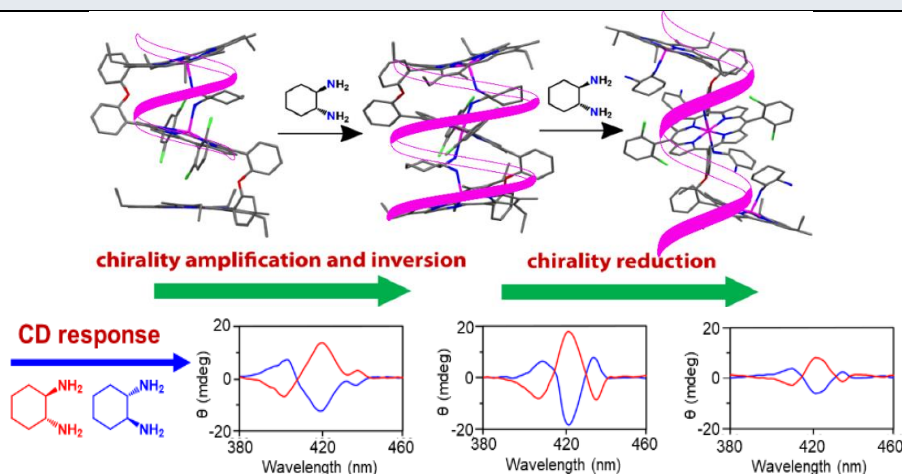 NH₂
NH₂
NH₂
NH₂
chirality amplification and inversion
chirality reduction
CD response
NH₂
NH₂
NH₂
NH₂
20
0
-20
θ (mdeg)
380
420
460
Wavelength (nm)
20
0
-20
θ (mdeg)
380
420
460
Wavelength (nm)
20
0
-20
θ (mdeg)
380
420
460
Wavelength (nm)